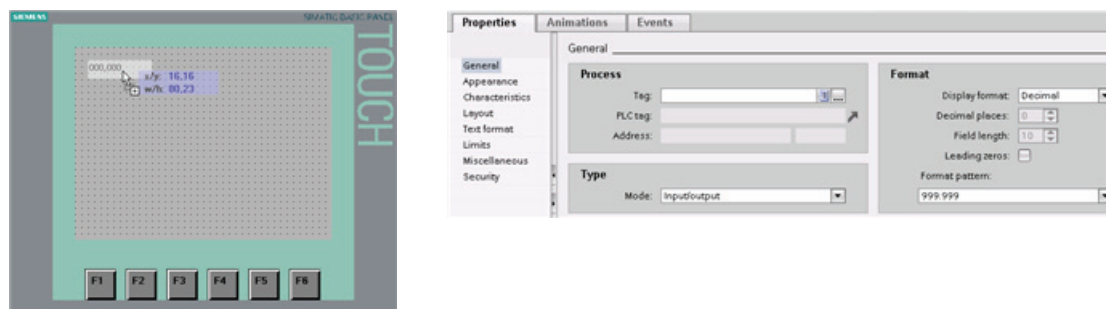 SIEMENS
SIMATIC BASIC PANEL
TOUCH
000,000
x/y: 16,16
w/h: 80,23
F1 F2 F3 F4 F5 F6
Properties Animations Events
General
Appearance
Characteristics
Layout
Text format
Limits
Miscellaneous
Security
General
Process
Tag:
PLC tag:
Address:
Type
Mode: Input/output
Format
Display format: Decimal
Decimal places: 0
Field length: 10
Leading zeros:
Format pattern:
999.999